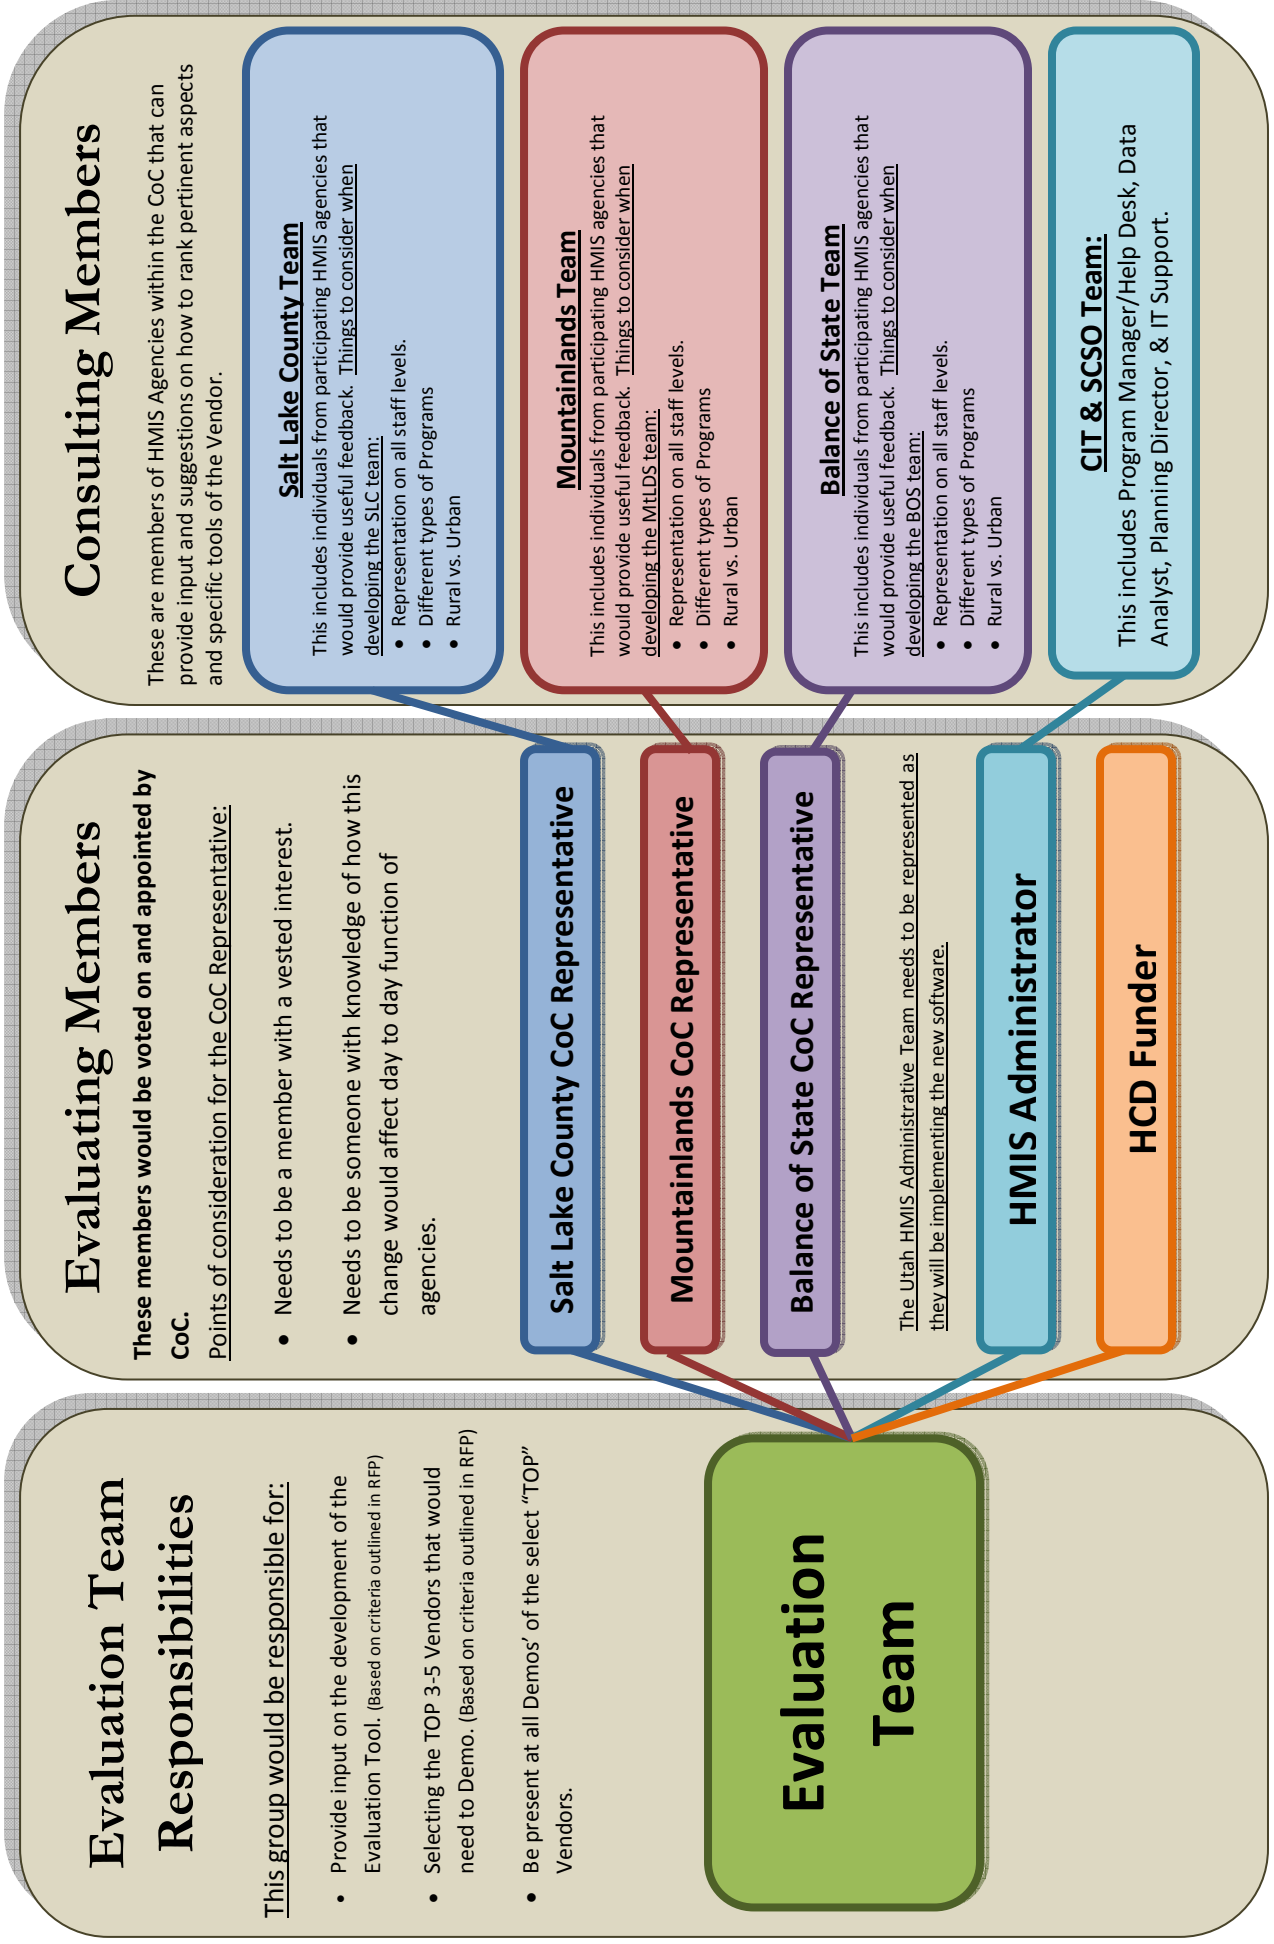 Evaluation Team
Responsibilities
This group would be responsible for:
• Provide input on the development of the
Evaluation Tool. (Based on criteria outlined in RFP)
• Selecting the TOP 3-5 Vendors that would
need to Demo. (Based on criteria outlined in RFP)
• Be present at all Demos’ of the select “TOP”
Vendors.
Evaluation
Team
Evaluating Members
These members would be voted on and appointed by
CoC.
Points of consideration for the CoC Representative:
• Needs to be a member with a vested interest.
• Needs to be someone with knowledge of how this
change would affect day to day function of
agencies.
Salt Lake County CoC Representative
Mountainlands CoC Representative
Balance of State CoC Representative
The Utah HMIS Administrative Team needs to be represented as
they will be implementing the new software.
HMIS Administrator
HCD Funder
Consulting Members
These are members of HMIS Agencies within the CoC that can
provide input and suggestions on how to rank pertinent aspects
and specific tools of the Vendor.
Salt Lake County Team
This includes individuals from participating HMIS agencies that
would provide useful feedback. Things to consider when
developing the SLC team:
• Representation on all staff levels.
• Different types of Programs
• Rural vs. Urban
Mountainlands Team
This includes individuals from participating HMIS agencies that
would provide useful feedback. Things to consider when
developing the MtLDS team:
• Representation on all staff levels.
• Different types of Programs
• Rural vs. Urban
Balance of State Team
This includes individuals from participating HMIS agencies that
would provide useful feedback. Things to consider when
developing the BOS team:
• Representation on all staff levels.
• Different types of Programs
• Rural vs. Urban
CIT & SCSO Team:
This includes Program Manager/Help Desk, Data
Analyst, Planning Director, & IT Support.